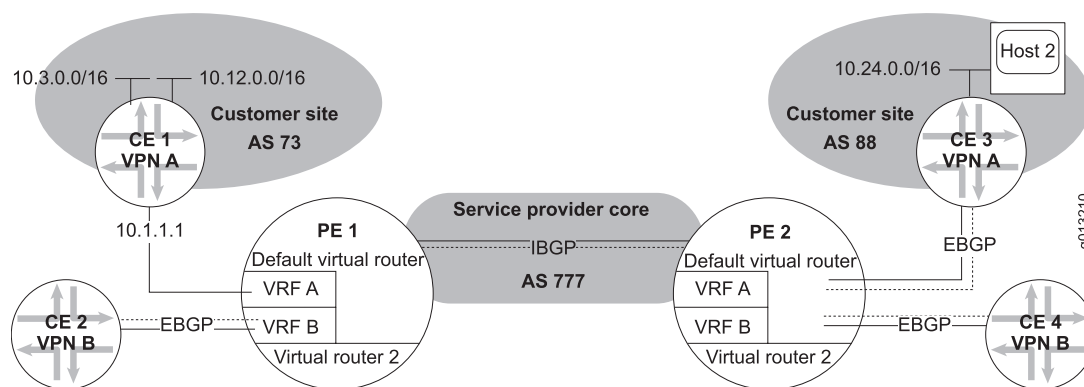 10.3.0.0/16
10.12.0.0/16
Customer site
AS 73
CE 1
VPN A
10.1.1.1
CE 2
VPN B
EBGP
PE 1
Default virtual router
VRF A
VRF B
Virtual router 2
Service provider core
IBGP
AS 777
PE 2
Default virtual router
VRF A
VRF B
Virtual router 2
10.24.0.0/16
Host 2
Customer site
AS 88
CE 3
VPN A
EBGP
EBGP
CE 4
VPN B
g013210